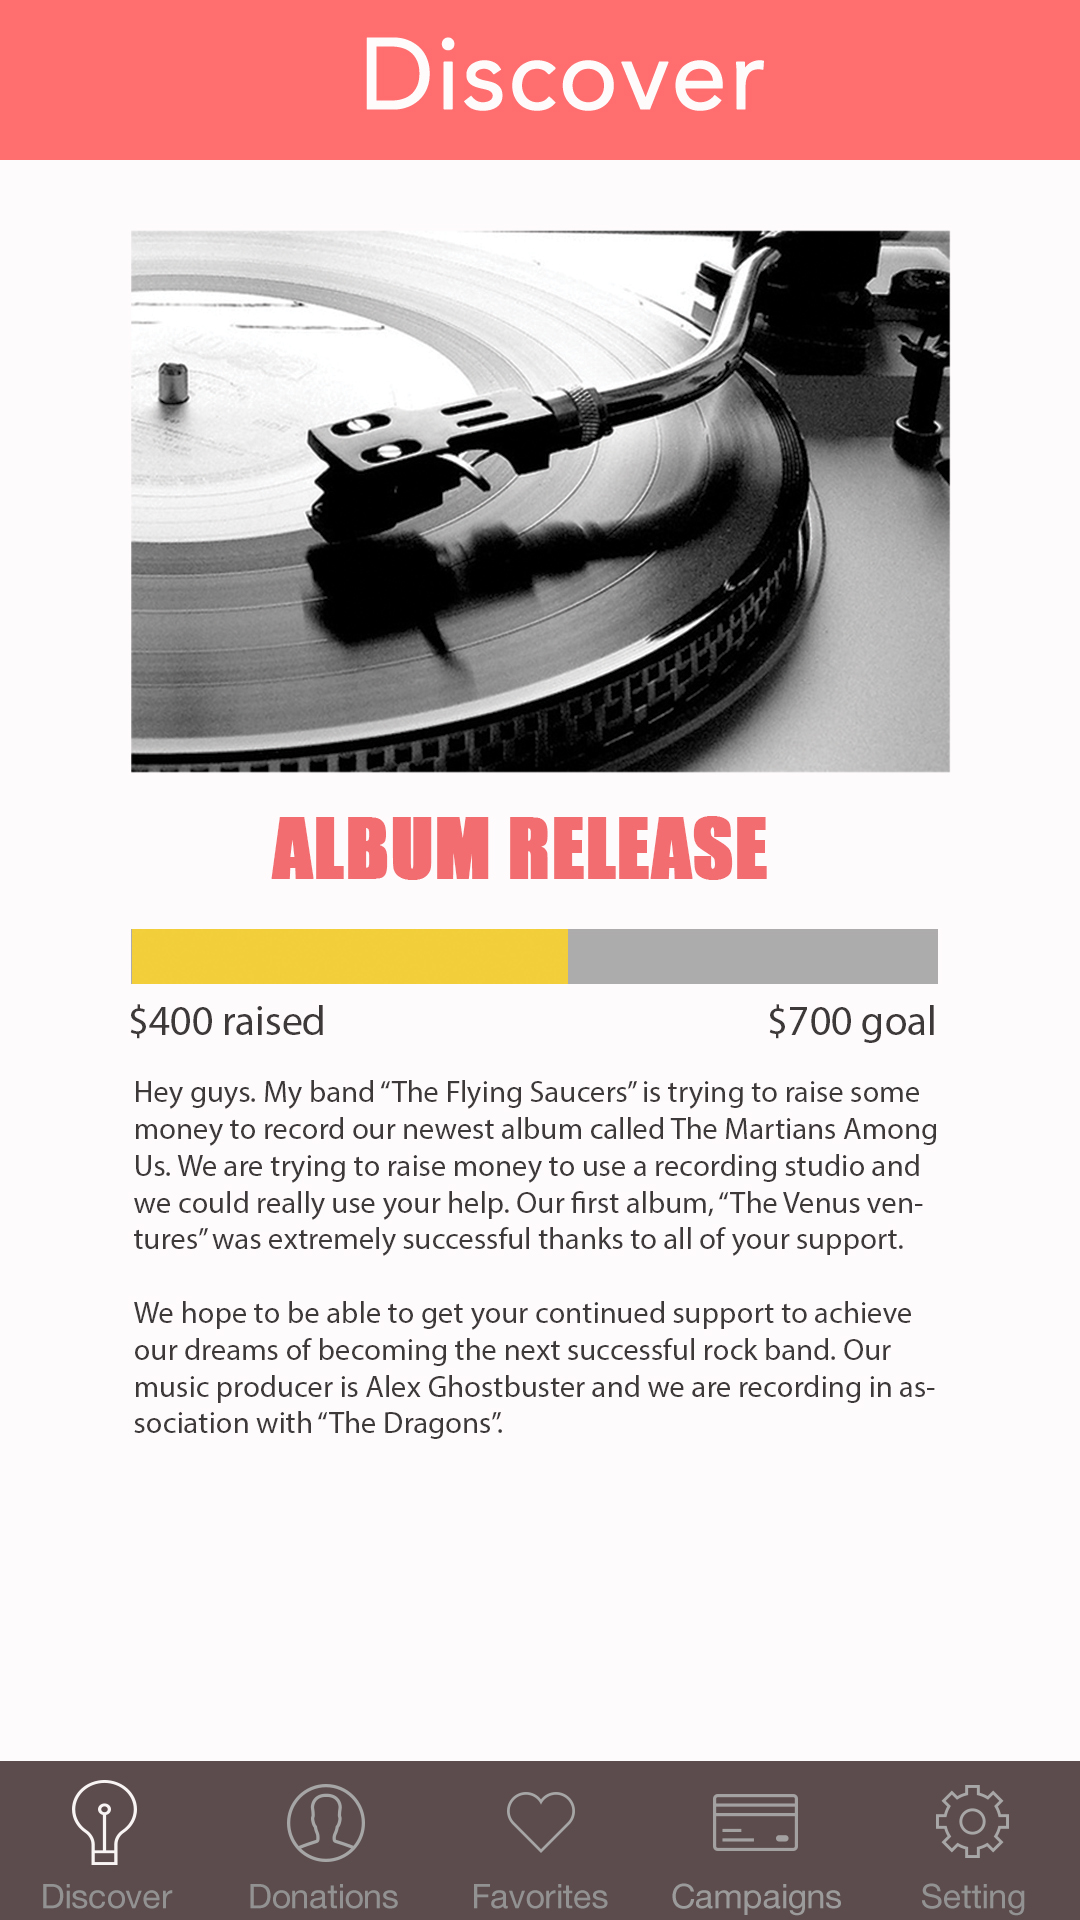 Discover
ALBUM RELEASE
$400 raised
$700 goal
Hey guys. My band “The Flying Saucers” is trying to raise some
money to record our newest album called The Martians Among
Us. We are trying to raise money to use a recording studio and
we could really use your help. Our first album, “The Venus ven-
tures” was extremely successful thanks to all of your support.
We hope to be able to get your continued support to achieve
our dreams of becoming the next successful rock band. Our
music producer is Alex Ghostbuster and we are recording in as-
sociation with “The Dragons”.
Discover
Donations
Favorites
Campaigns
Setting